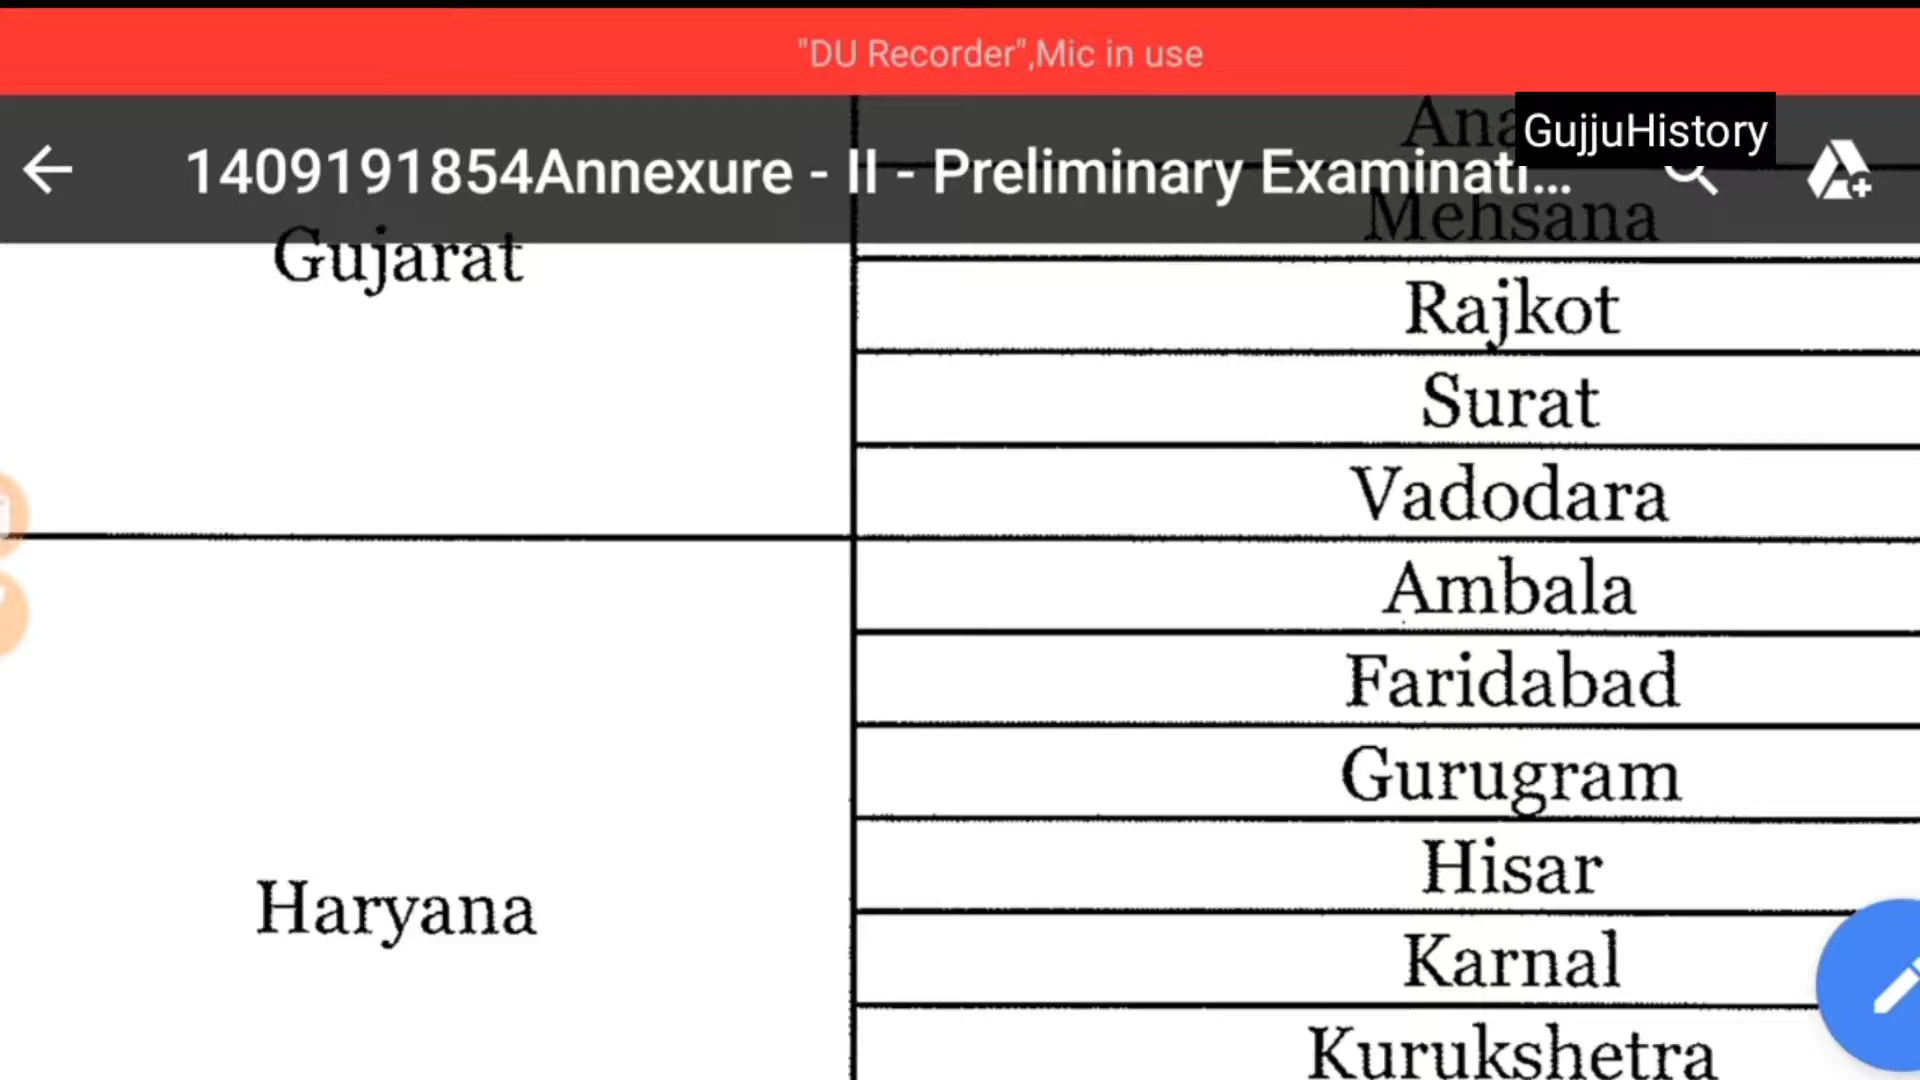 "DU Recorder",Mic in use
GujjuHistory
1409191854Annexure - II - Preliminary Examinati...
Mehsana
Gujarat
Rajkot
Surat
Vadodara
Ambala
Faridabad
Gurugram
Hisar
Haryana
Karnal
Kurukshetra